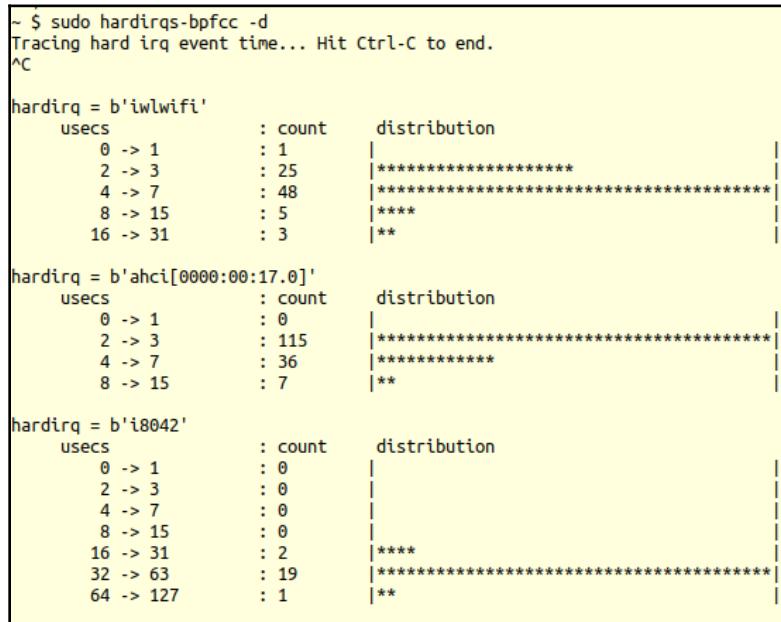 ~ $ sudo hardirqs-bpfcc -d
Tracing hard irq event time... Hit Ctrl-C to end.
^C

hardirq = b'iwlwifi'
     usecs               : count     distribution
         0 -> 1          : 1        |                                        |
         2 -> 3          : 25       |********************                    |
         4 -> 7          : 48       |****************************************|
         8 -> 15         : 5        |****                                    |
        16 -> 31         : 3        |**                                      |

hardirq = b'ahci[0000:00:17.0]'
     usecs               : count     distribution
         0 -> 1          : 0        |                                        |
         2 -> 3          : 115      |****************************************|
         4 -> 7          : 36       |************                            |
         8 -> 15         : 7        |**                                      |

hardirq = b'i8042'
     usecs               : count     distribution
         0 -> 1          : 0        |                                        |
         2 -> 3          : 0        |                                        |
         4 -> 7          : 0        |                                        |
         8 -> 15         : 0        |                                        |
        16 -> 31         : 2        |****                                    |
        32 -> 63         : 19       |****************************************|
        64 -> 127        : 1        |**                                      |